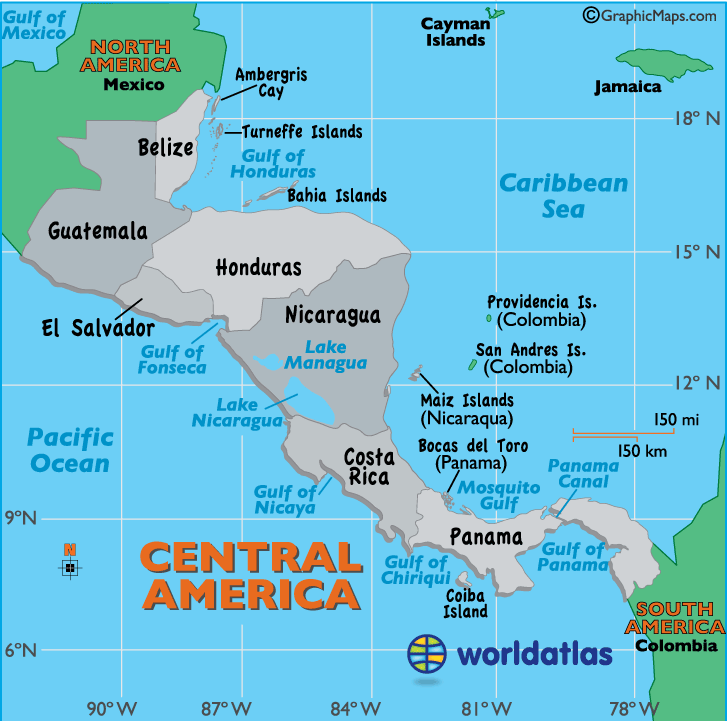 Gulf of
Mexico
©GraphicMaps.com
Cayman
Islands
NORTH
AMERICA
Mexico
Ambergris
Cay
Jamaica
18° N
Turneffe Islands
Belize
Gulf of
Honduras
Caribbean
Sea
Bahia Islands
Guatemala
15° N
Honduras
Providencia Is.
(Colombia)
Nicaragua
El Salvador
Gulf of
Fonseca
Lake
Managua
San Andres Is.
(Colombia)
12° N
Lake
Nicaragua
Maiz Islands
(Nicaraqua)
150 mi
150 km
Pacific
Ocean
Costa
Rica
Bocas del Toro
(Panama)
Panama
Canal
Mosquito
Gulf
Gulf of
Nicaya
9° N
Panama
N
CENTRAL
AMERICA
Gulf of
Chiriqui
Gulf of
Panama
Coiba
Island
SOUTH
AMERICA
Colombia
6° N
worldatlas
90° W
87° W
84° W
81° W
78° W